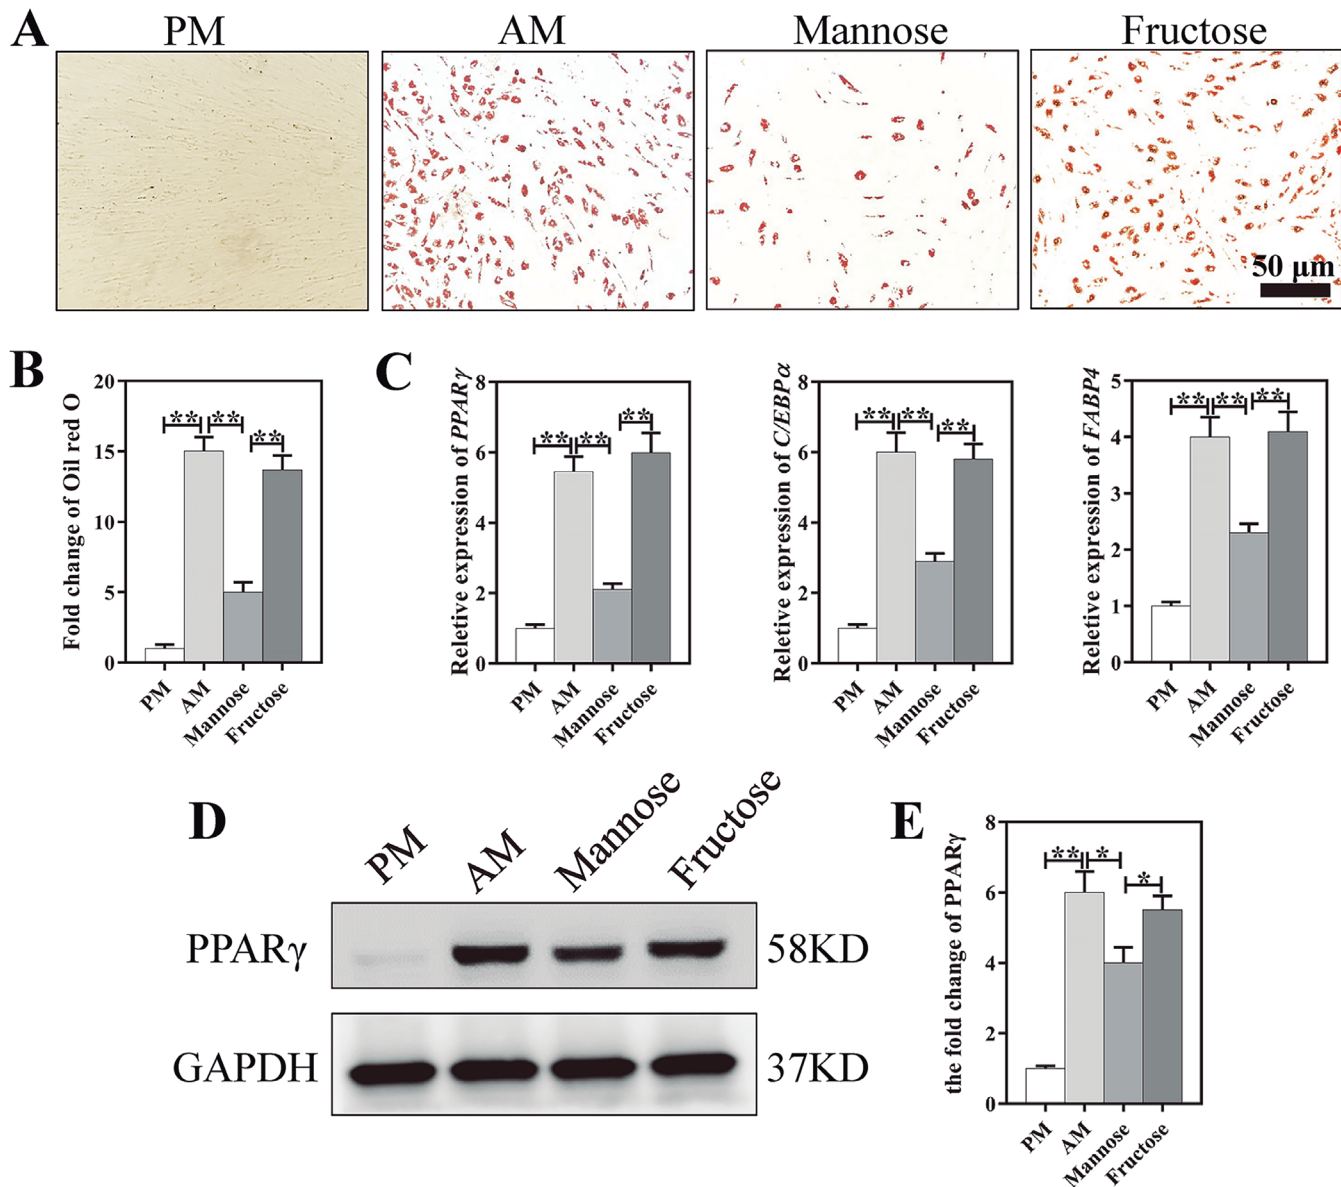 A
PM
AM
Mannose
Fructose
50 μm
B
Fold change of Oil red O
20
15
10
5
0
** ** **
PM
AM
Mannose
Fructose
C
Reletive expression of PPARγ
8
6
4
2
0
** ** **
PM
AM
Mannose
Fructose
Reletive expression of C/EBPα
8
6
4
2
0
** ** **
PM
AM
Mannose
Fructose
Reletive expression of FABP4
5
4
3
2
1
0
** ** **
PM
AM
Mannose
Fructose
D
PM
AM
Mannose
Fructose
PPARγ
58KD
GAPDH
37KD
E
the fold change of PPARγ
8
6
4
2
0
** * *
PM
AM
Mannose
Fructose